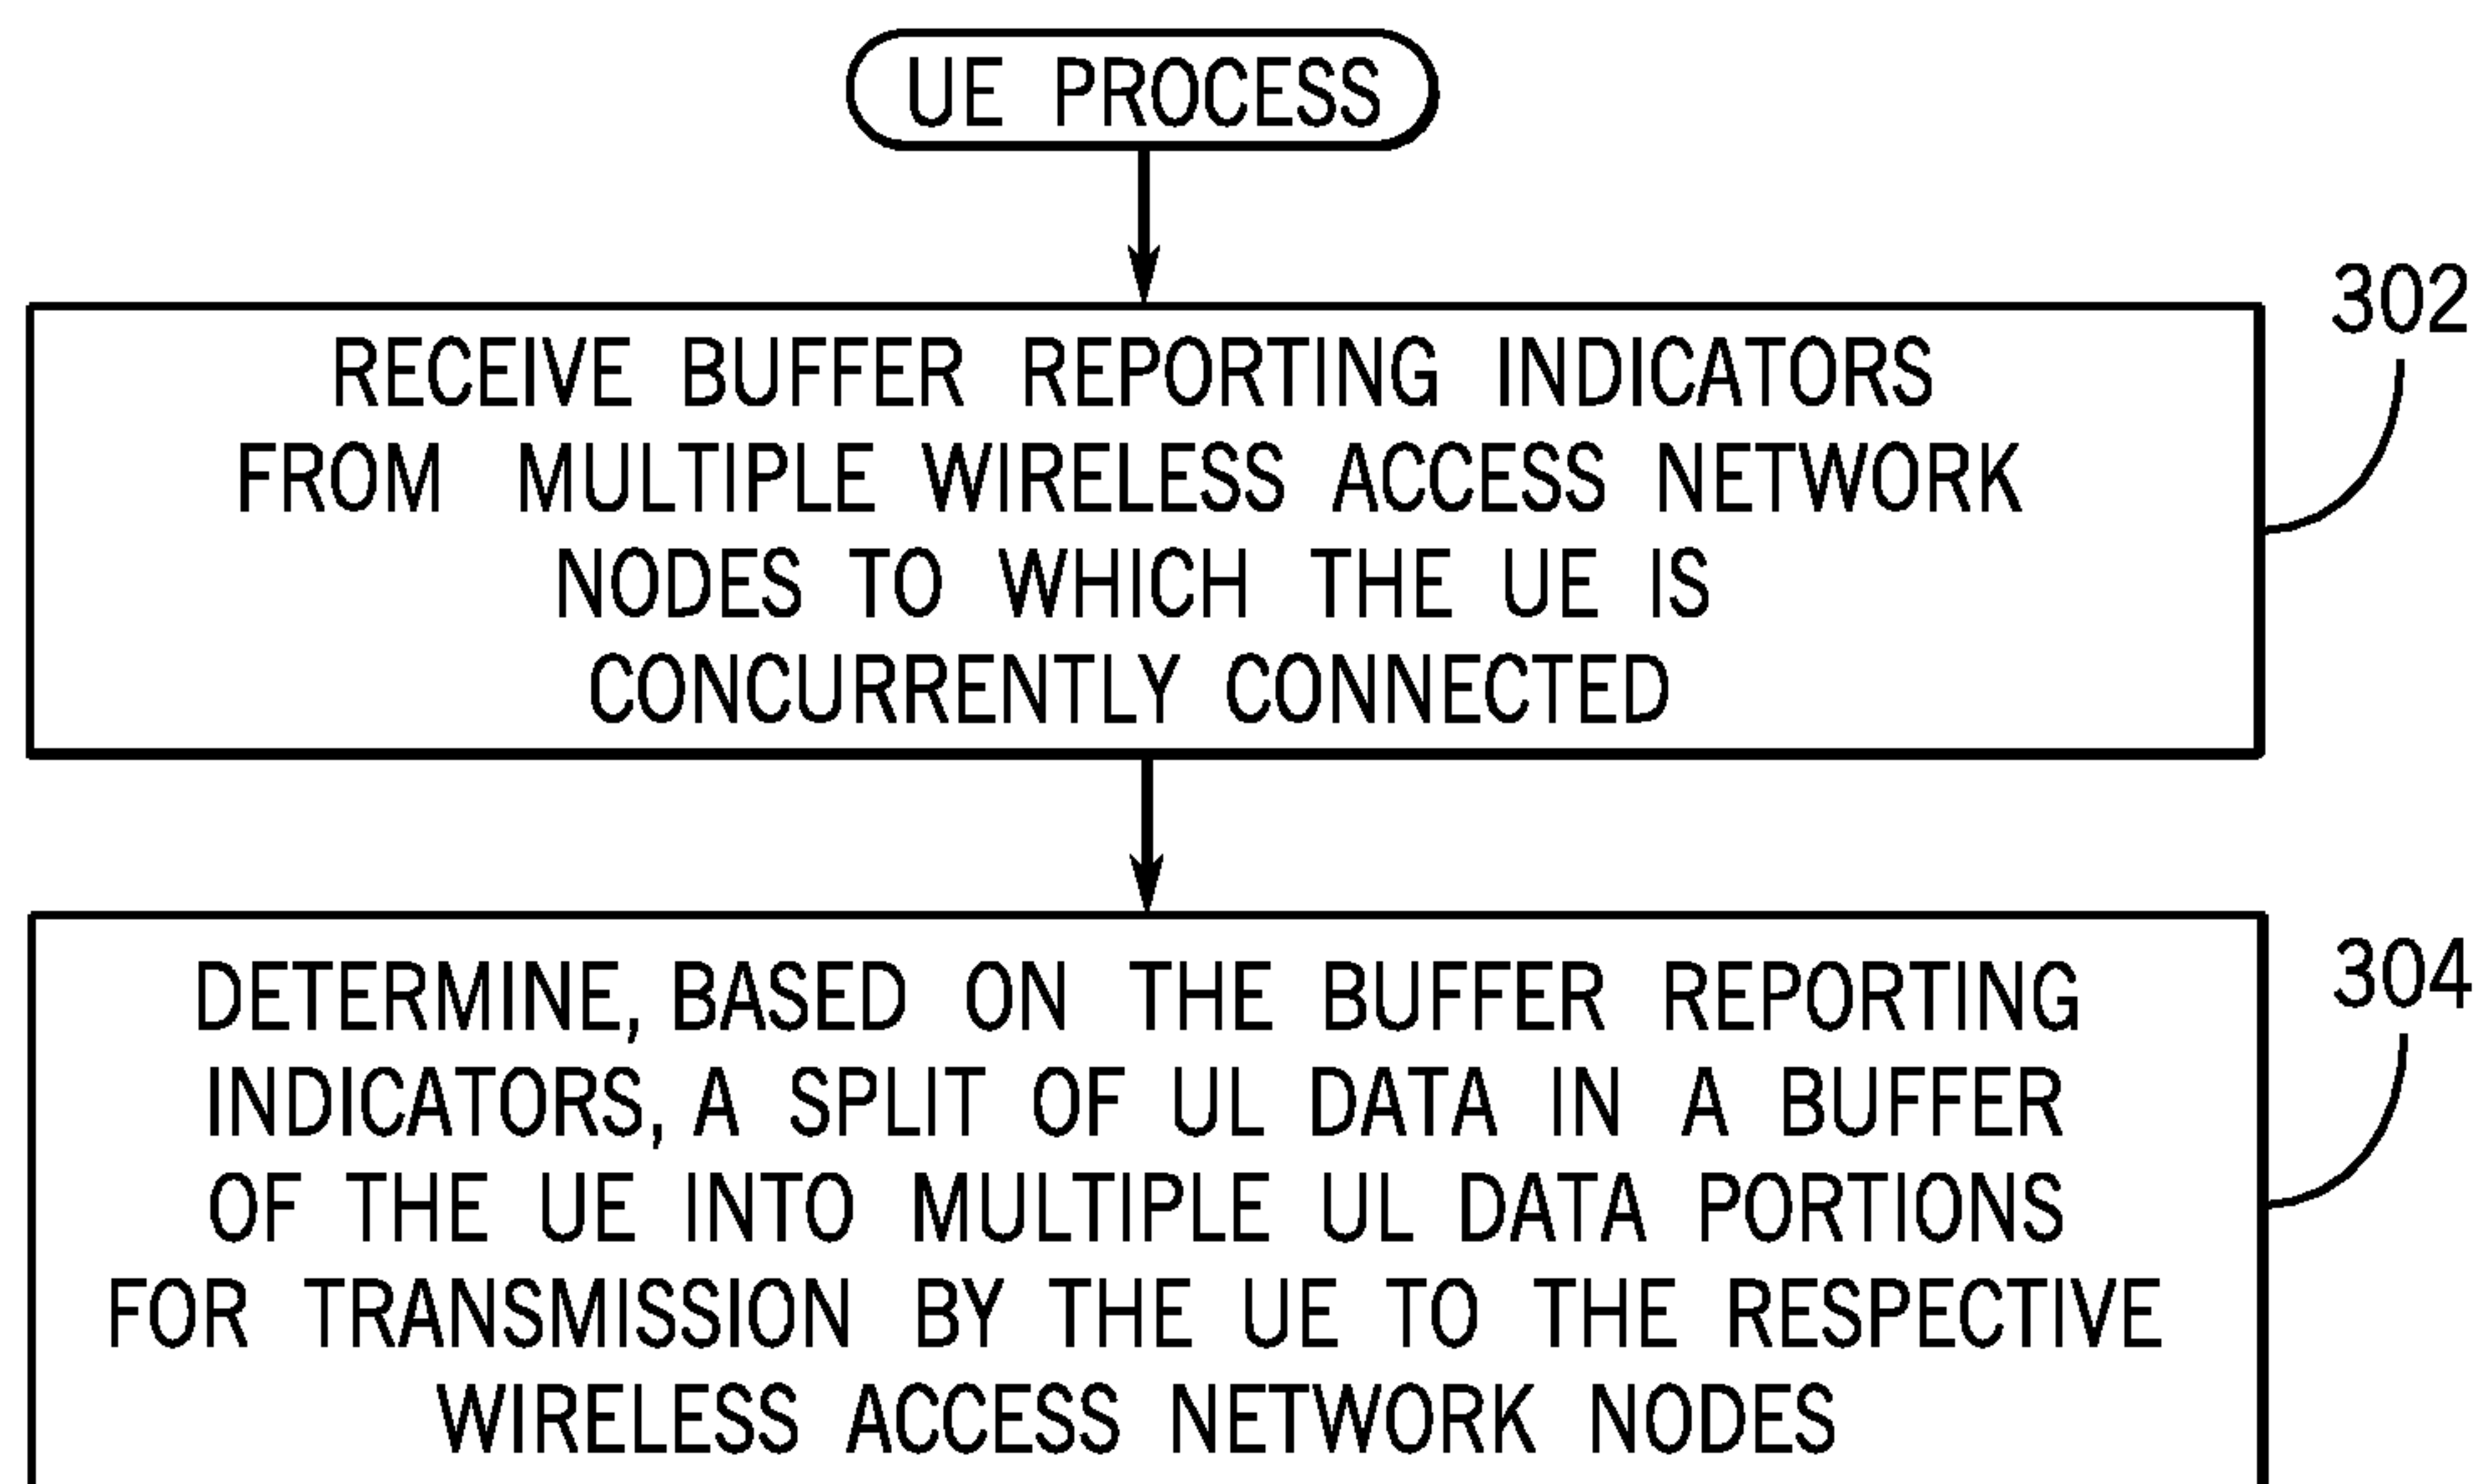 UE PROCESS
302
RECEIVE BUFFER REPORTING INDICATORS
FROM MULTIPLE WIRELESS ACCESS NETWORK
NODES TO WHICH THE UE IS
CONCURRENTLY CONNECTED
304
DETERMINE, BASED ON THE BUFFER REPORTING
INDICATORS, A SPLIT OF UL DATA IN A BUFFER
OF THE UE INTO MULTIPLE UL DATA PORTIONS
FOR TRANSMISSION BY THE UE TO THE RESPECTIVE
WIRELESS ACCESS NETWORK NODES